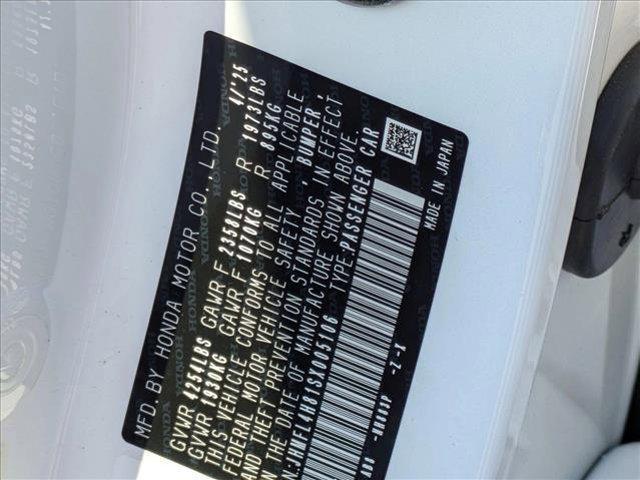 MFD. BY HONDA MOTOR CO., LTD. 4/'25
GVWR 4254LBS GAWR F 2358LBS R 1973LBS
GVWR 1930KG GAWR F 1070KG R 895KG
THIS VEHICLE CONFORMS TO ALL APPLICABLE
FEDERAL MOTOR VEHICLE SAFETY, BUMPER,
AND THEFT PREVENTION STANDARDS IN EFFECT
ON THE DATE OF MANUFACTURE SHOWN ABOVE.
TYPE:PASSENGER CAR
MADE IN JAPAN